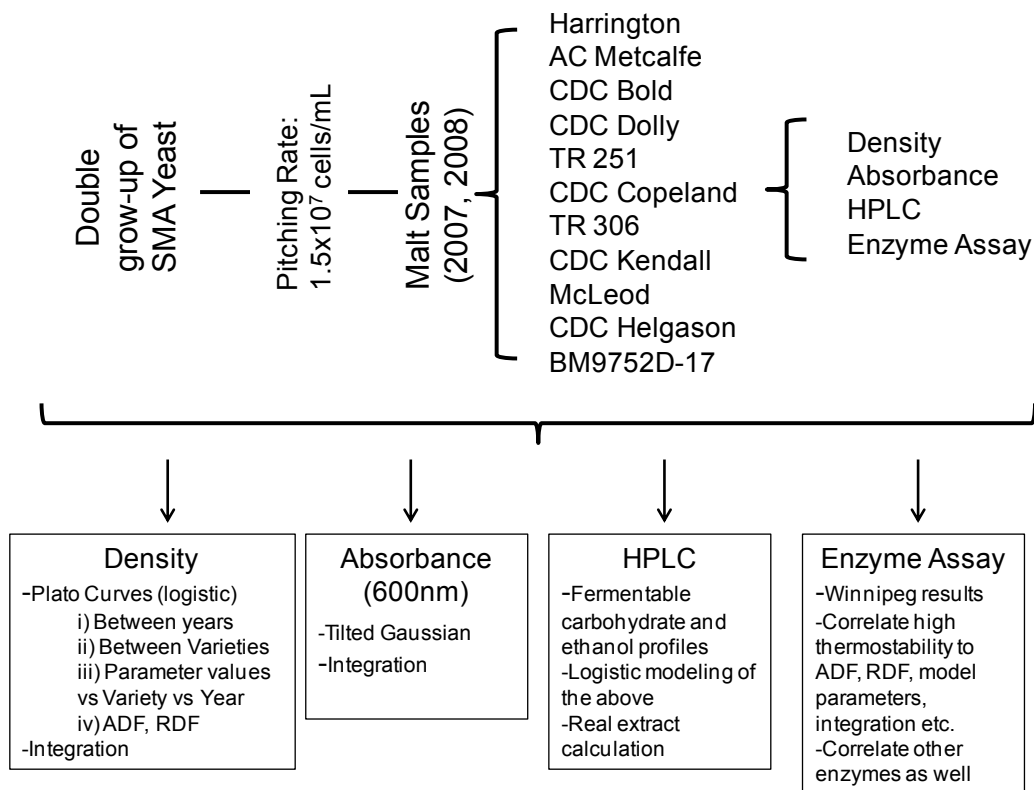 Double
grow-up of
SMA Yeast
Pitching Rate:
1.5x10⁷ cells/mL
Malt Samples
(2007, 2008)
Harrington
AC Metcalfe
CDC Bold
CDC Dolly
TR 251
CDC Copeland
TR 306
CDC Kendall
McLeod
CDC Helgason
BM9752D-17
Density
Absorbance
HPLC
Enzyme Assay
Density
-Plato Curves (logistic)
i) Between years
ii) Between Varieties
iii) Parameter values
vs Variety vs Year
iv) ADF, RDF
-Integration
Absorbance
(600nm)
-Tilted Gaussian
-Integration
HPLC
-Fermentable
carbohydrate and
ethanol profiles
-Logistic modeling of
the above
-Real extract
calculation
Enzyme Assay
-Winnipeg results
-Correlate high
thermostability to
ADF, RDF, model
parameters,
integration etc.
-Correlate other
enzymes as well